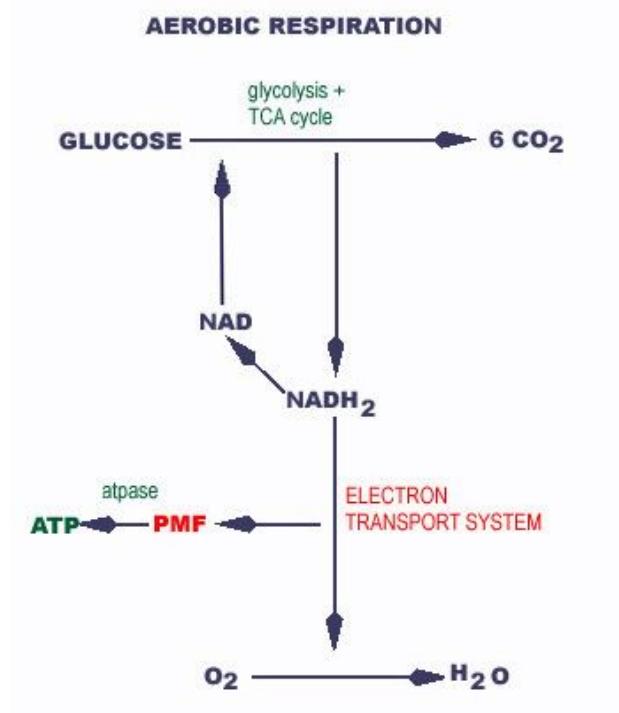 AEROBIC RESPIRATION
glycolysis +
TCA cycle
GLUCOSE 6 CO2
NAD
NADH2
atpase
ELECTRON
ATP PMF TRANSPORT SYSTEM
O2 H2O